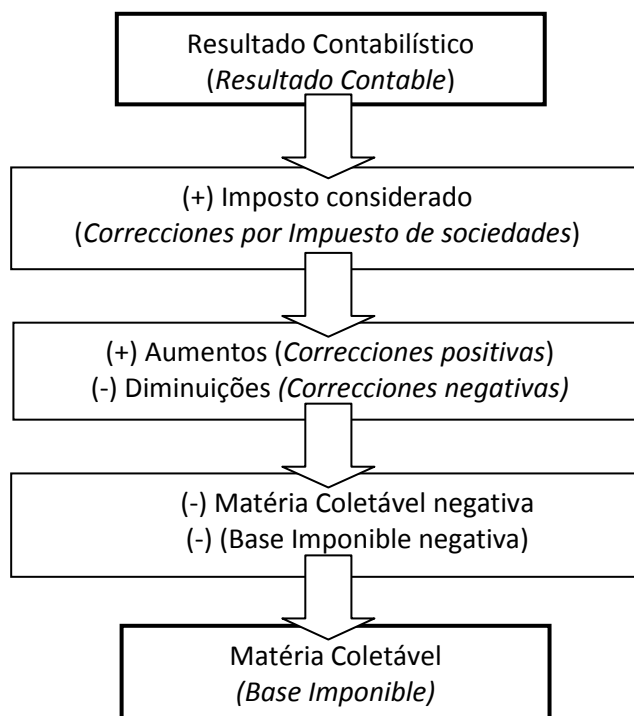 Resultado Contabilístico
(Resultado Contable)
(+) Imposto considerado
(Correcciones por Impuesto de sociedades)
(+) Aumentos (Correcciones positivas)
(-) Diminuições (Correcciones negativas)
(-) Matéria Coletável negativa
(-) (Base Imponible negativa)
Matéria Coletável
(Base Imponible)